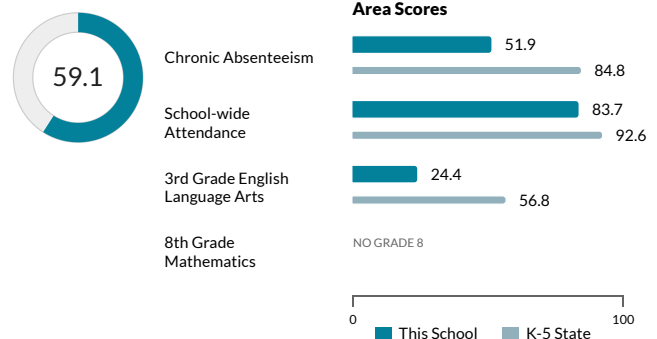 Area Scores
59.1
Chronic Absenteeism
51.9
84.8
School-wide
Attendance
83.7
92.6
3rd Grade English
Language Arts
24.4
56.8
8th Grade
Mathematics
NO GRADE 8
0
100
This School
K-5 State